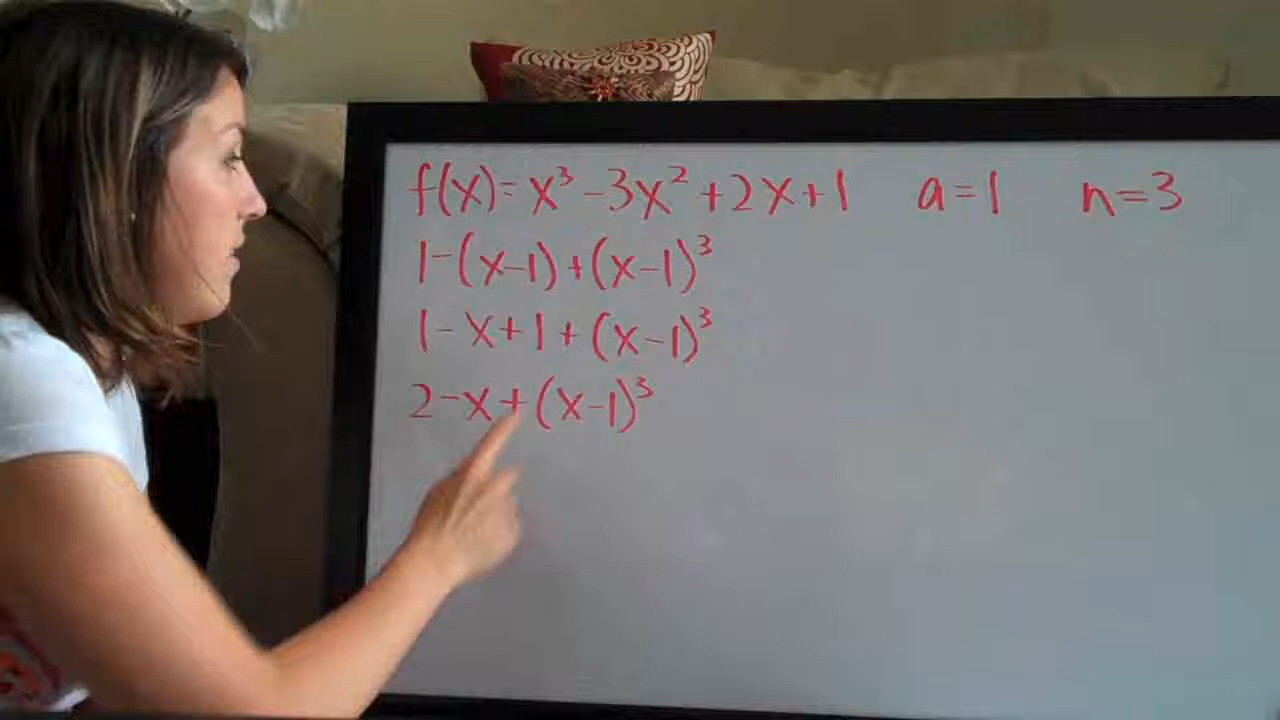 f(x)=x³-3x²+2x+1 a=1 n=3
1-(x-1)+(x-1)³
1-x+1+(x-1)³
2-x+(x-1)³